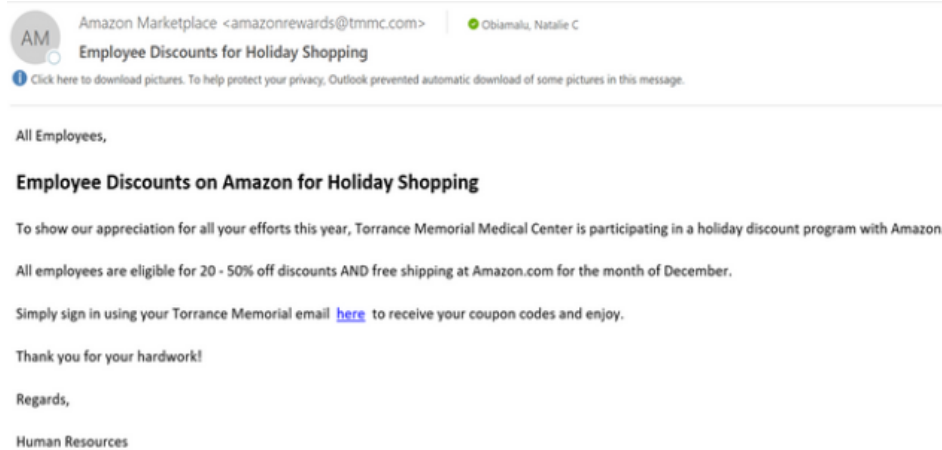 AM
Amazon Marketplace <amazonrewards@tmmc.com>
Obiamalu, Natalie C
Employee Discounts for Holiday Shopping
Click here to download pictures. To help protect your privacy, Outlook prevented automatic download of some pictures in this message.
All Employees,
Employee Discounts on Amazon for Holiday Shopping
To show our appreciation for all your efforts this year, Torrance Memorial Medical Center is participating in a holiday discount program with Amazon
All employees are eligible for 20 - 50% off discounts AND free shipping at Amazon.com for the month of December.
Simply sign in using your Torrance Memorial email here to receive your coupon codes and enjoy.
Thank you for your hardwork!
Regards,
Human Resources